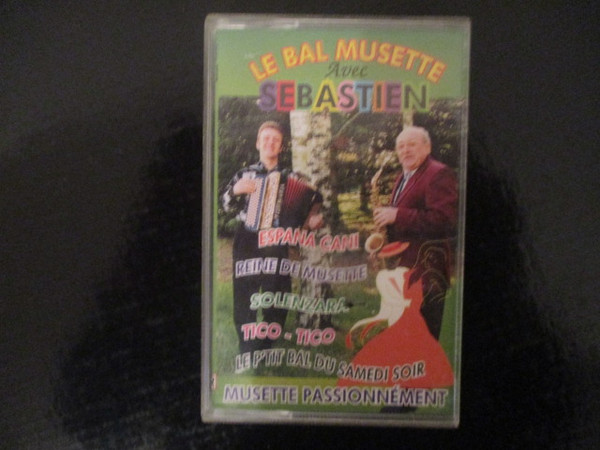 LE BAL MUSETTE
Avec
SEBASTIEN
ESPANA CANI
REINE DE MUSETTE
SOLENZARA
TICO - TICO
LE P'TIT BAL DU SAMEDI SOIR
MUSETTE PASSIONNÉMENT